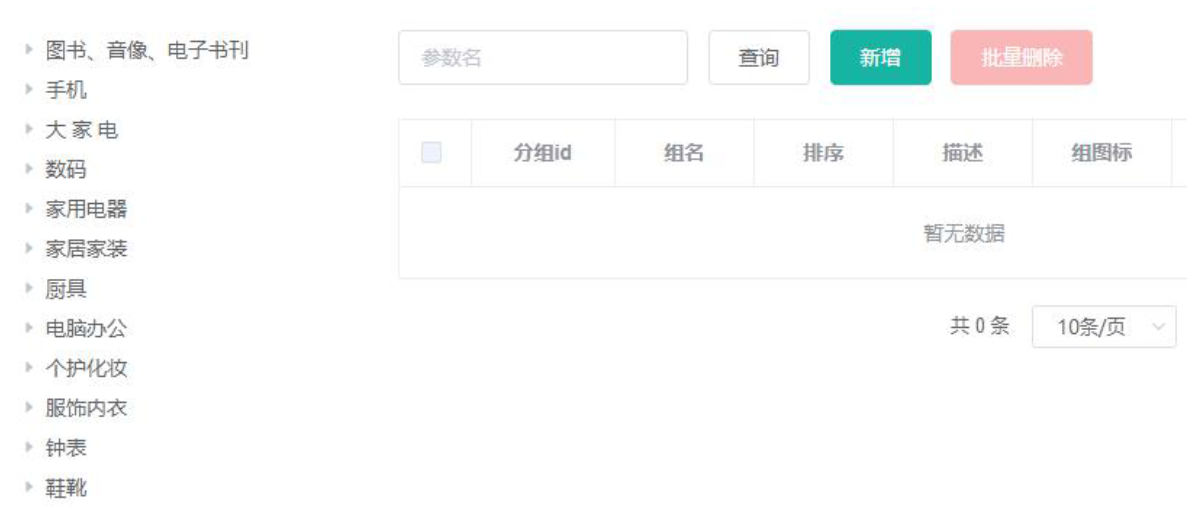 图书、音像、电子书刊
手机
大 家 电
数码
家用电器
家居家装
厨具
电脑办公
个护化妆
服饰内衣
钟表
鞋靴
参数名 查询 新增 批量删除
分组id 组名 排序 描述 组图标
暂无数据
共 0 条 10条/页